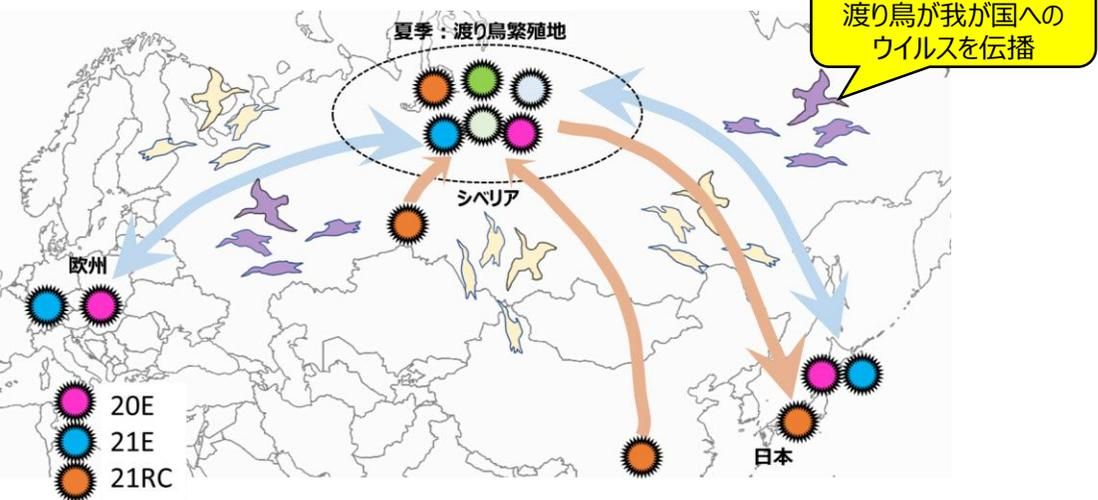 渡り鳥が我が国への
ウイルスを伝播
夏季：渡り鳥繁殖地
シベリア
欧州
20E
21E
21RC
日本